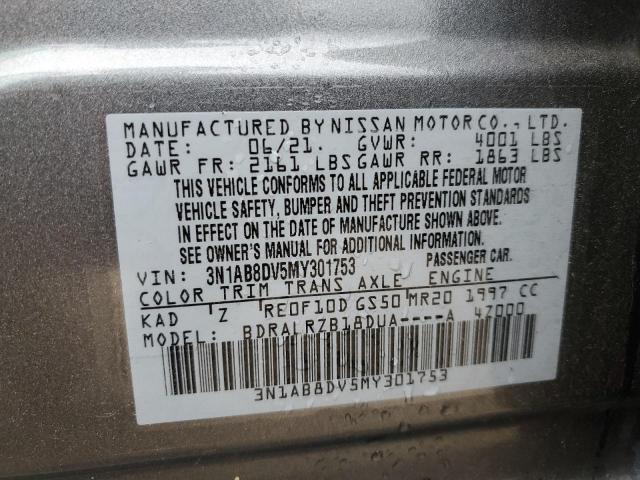 MANUFACTURED BY NISSAN MOTOR CO., LTD.
DATE: 06/21. GVWR: 4001 LBS
GAWR FR: 2161 LBS GAWR RR: 1863 LBS
THIS VEHICLE CONFORMS TO ALL APPLICABLE FEDERAL MOTOR
VEHICLE SAFETY, BUMPER AND THEFT PREVENTION STANDARDS
IN EFFECT ON THE DATE OF MANUFACTURE SHOWN ABOVE.
SEE OWNER'S MANUAL FOR ADDITIONAL INFORMATION.
VIN: 3N1AB8DV5MY301753 PASSENGER CAR.
COLOR TRIM TRANS AXLE ENGINE
KAD Z RE0F10D GS50 MR20 1997 CC
MODEL: BDRALRZB18DUA----A 47000
3N1AB8DV5MY301753